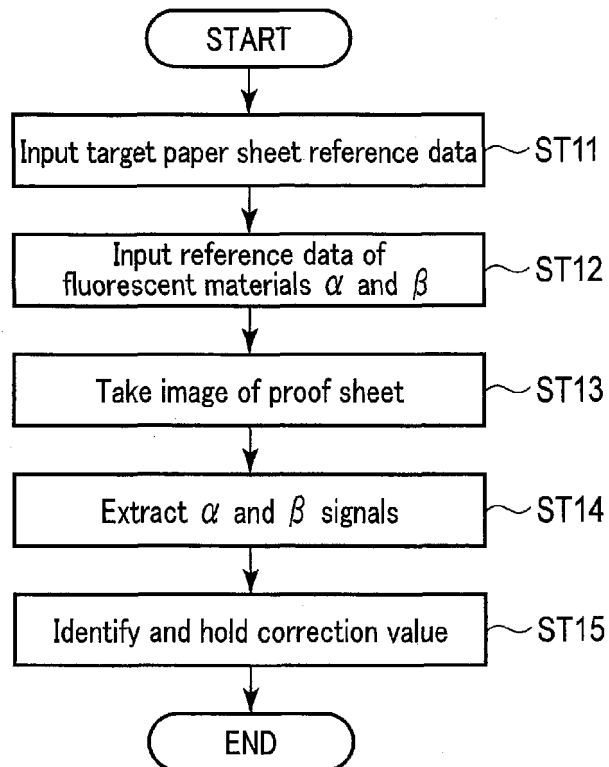 START
Input target paper sheet reference data
ST11
Input reference data of
fluorescent materials α and β
ST12
Take image of proof sheet
ST13
Extract α and β signals
ST14
Identify and hold correction value
ST15
END